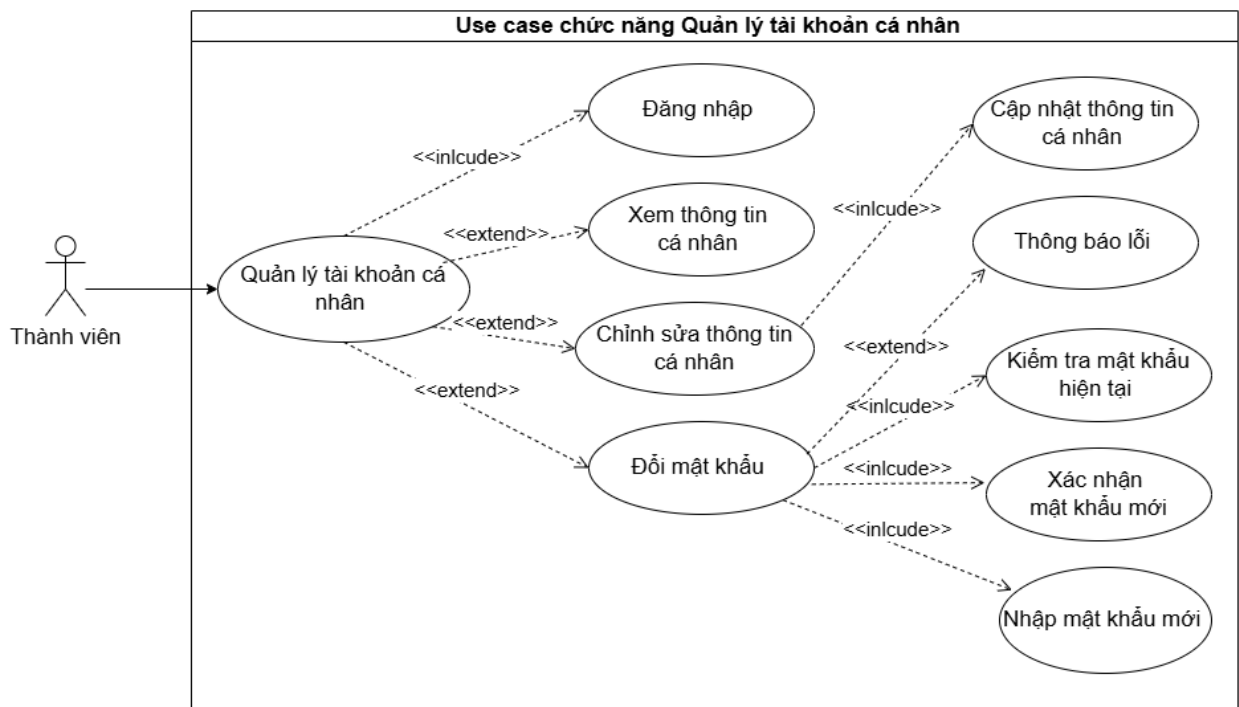 Use case chức năng Quản lý tài khoản cá nhân
Đăng nhập
Cập nhật thông tin
cá nhân
<<inlcude>>
<<inlcude>>
Xem thông tin
cá nhân
<<extend>>
Thông báo lỗi
Quản lý tài khoản cá
nhân
Thành viên
<<extend>>
Chỉnh sửa thông tin
cá nhân
<<extend>>
Kiểm tra mật khẩu
hiện tại
<<extend>>
<<inlcude>>
Đổi mật khẩu
<<inlcude>>
Xác nhận
mật khẩu mới
<<inlcude>>
Nhập mật khẩu mới